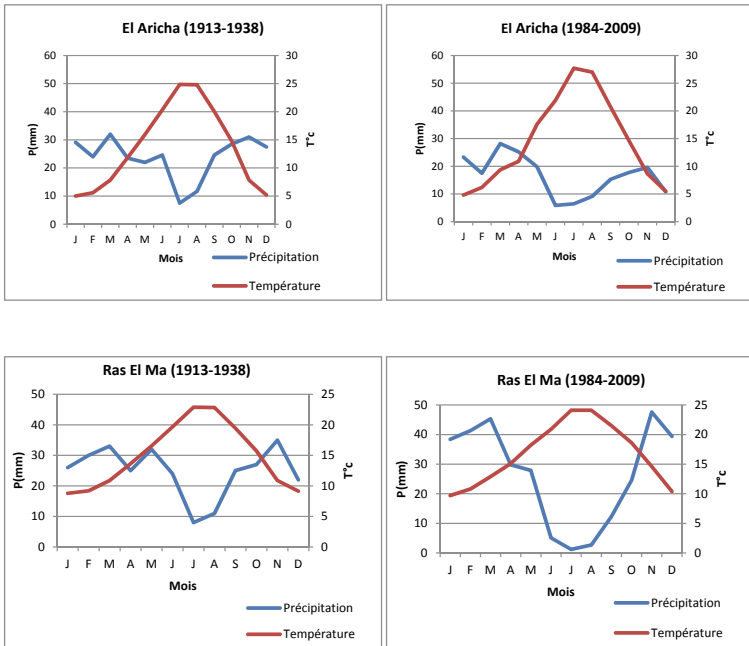 El Aricha (1913-1938)
60
50
40
30
20
10
0
P(mm)
30
25
20
15
10
5
0
T°c
J F M A M J J A S O N D
Mois
Précipitation
Température
El Aricha (1984-2009)
60
50
40
30
20
10
0
P(mm)
30
25
20
15
10
5
0
T°c
J F M A M J J A S O N D
Mois
Précipitation
Température
Ras El Ma (1913-1938)
50
40
30
20
10
0
P(mm)
25
20
15
10
5
0
T°c
J F M A M J J A S O N D
Mois
Précipitation
Température
Ras El Ma (1984-2009)
50
40
30
20
10
0
P(mm)
25
20
15
10
5
0
T°c
J F M A M J J A S O N D
Mois
Précipitation
Température